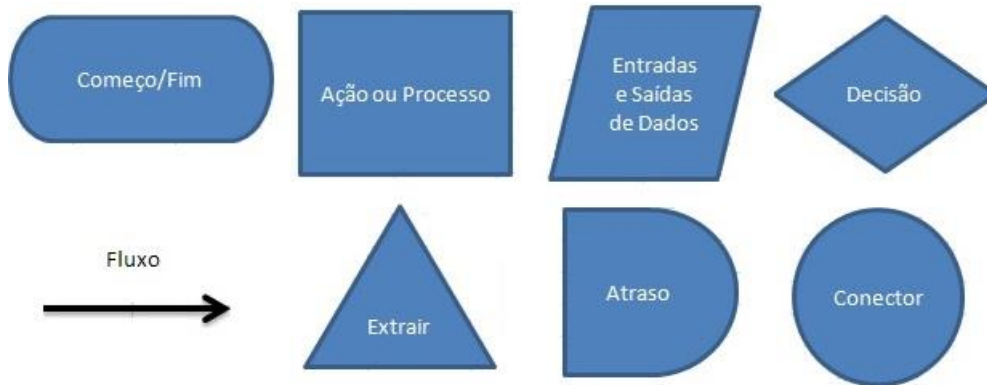 Começo/Fim
Ação ou Processo
Entradas
e Saídas
de Dados
Decisão
Fluxo
Extrair
Atraso
Conector